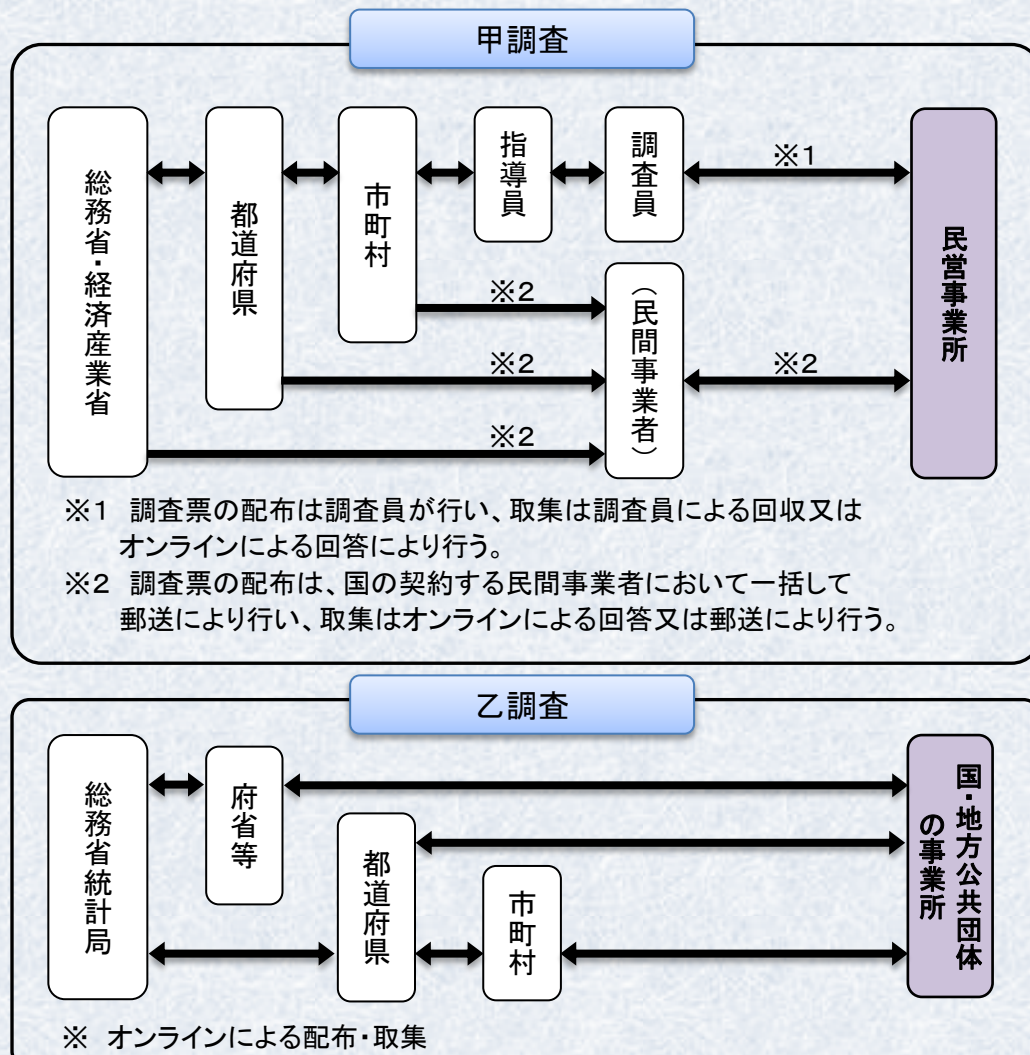 甲調査
総務省・経済産業省
都道府県
市町村
指導員
調査員
※1
民営事業所
※2
※2
※2
(民間事業者)
※2
※1 調査票の配布は調査員が行い、取集は調査員による回収又は
オンラインによる回答により行う。
※2 調査票の配布は、国の契約する民間事業者において一括して
郵送により行い、取集はオンラインによる回答又は郵送により行う。
乙調査
総務省統計局
府省等
都道府県
市町村
国・地方公共団体
の事業所
※ オンラインによる配布・取集